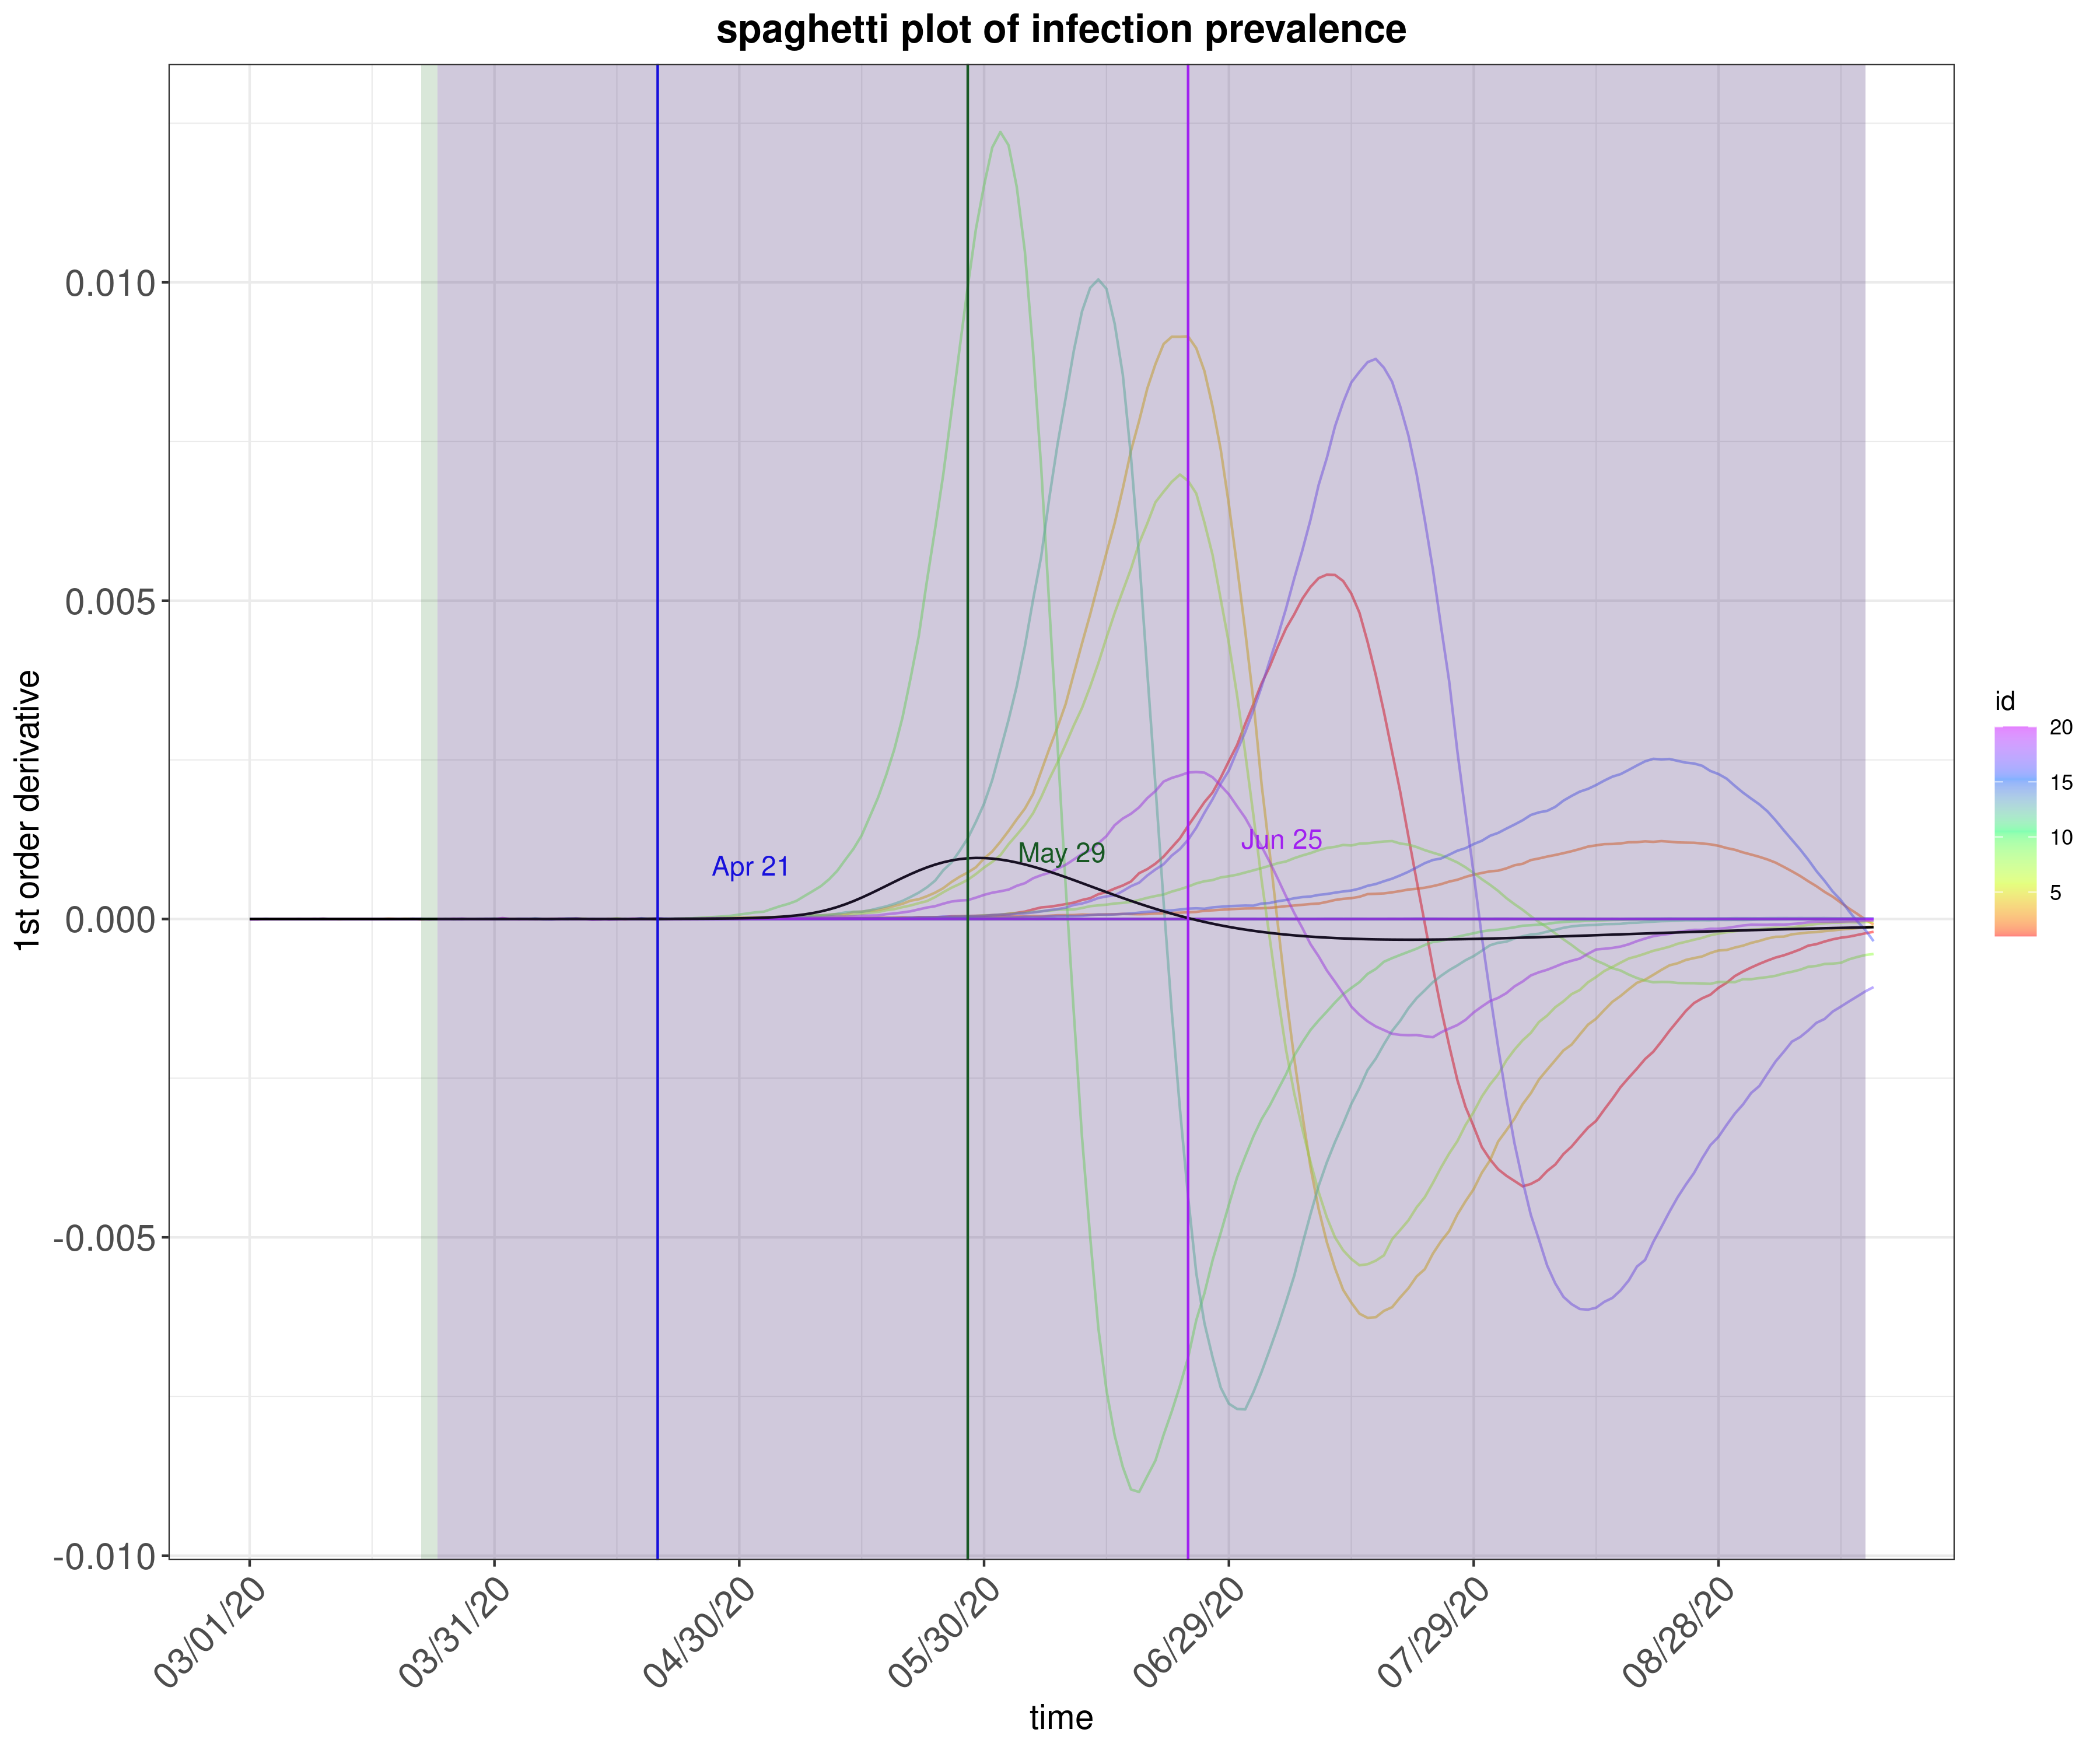 spaghetti plot of infection prevalence
1st order derivative
0.010
0.005
0.000
-0.005
-0.010
Apr 21
May 29
Jun 25
id
20
15
10
5
03/01/20
03/31/20
04/30/20
05/30/20
06/29/20
07/29/20
08/28/20
time